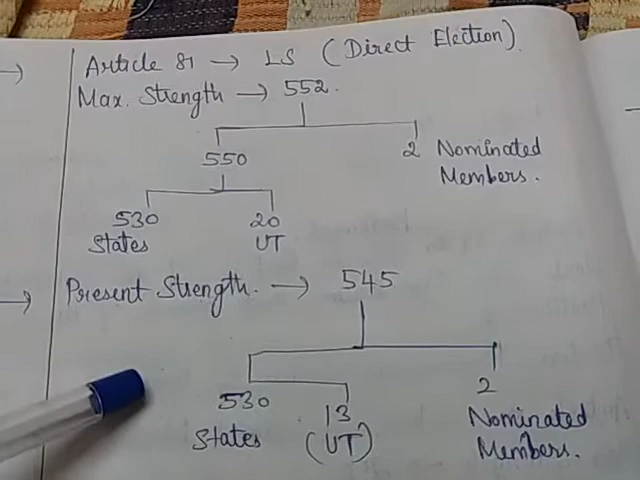 → Article 81 → LS (Direct Election)
Max. Strength → 552.
550
2 Nominated Members.
530 States
20 UT
→ Present Strength. → 545
530 States
13 (UT)
2 Nominated Members.